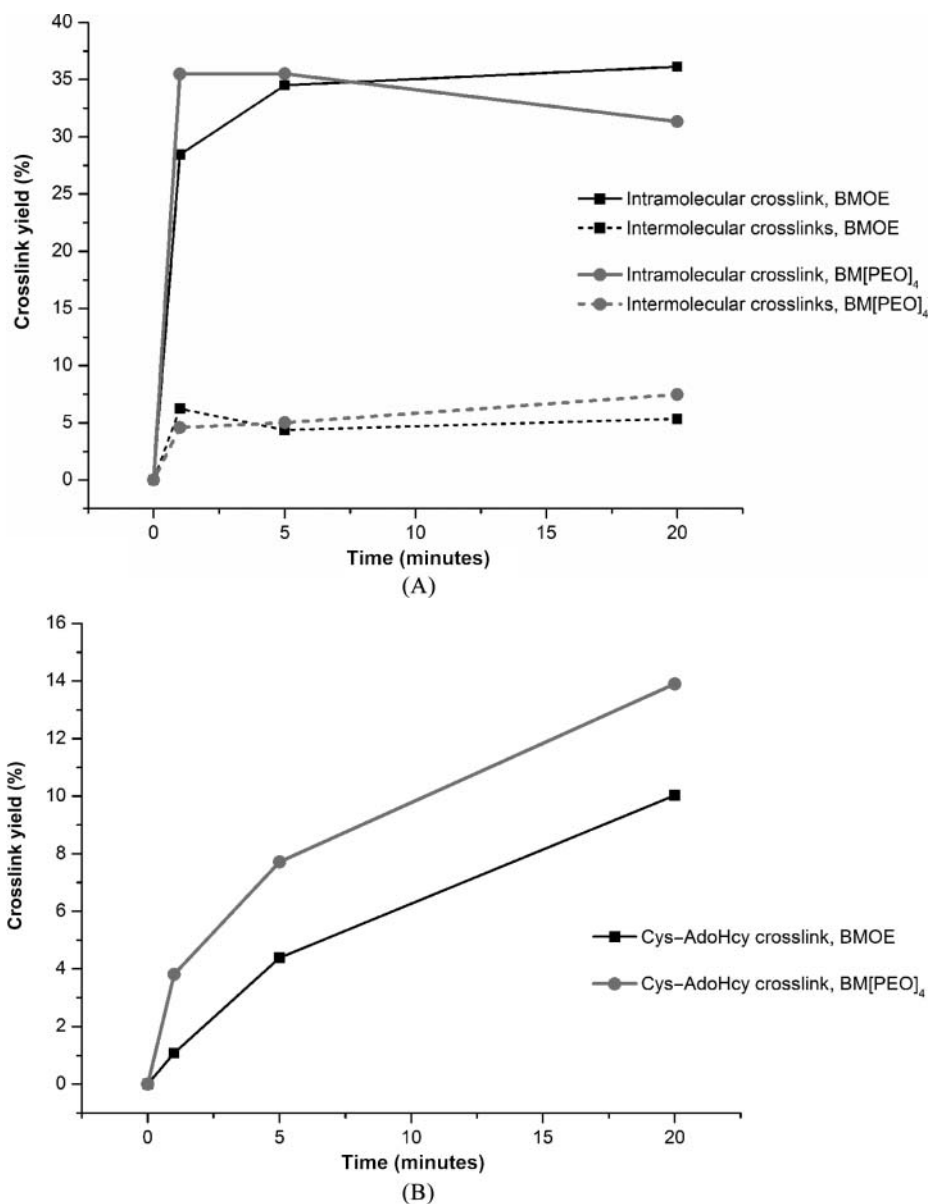 40
35
30
25
20
15
10
5
0
Crosslink yield (%)
Intramolecular crosslink, BMOE
Intermolecular crosslinks, BMOE
Intramolecular crosslink, BM[PEO]₄
Intermolecular crosslinks, BM[PEO]₄
0 5 10 15 20
Time (minutes)
(A)
16
14
12
10
8
6
4
2
0
Crosslink yield (%)
Cys–AdoHcy crosslink, BMOE
Cys–AdoHcy crosslink, BM[PEO]₄
0 5 10 15 20
Time (minutes)
(B)